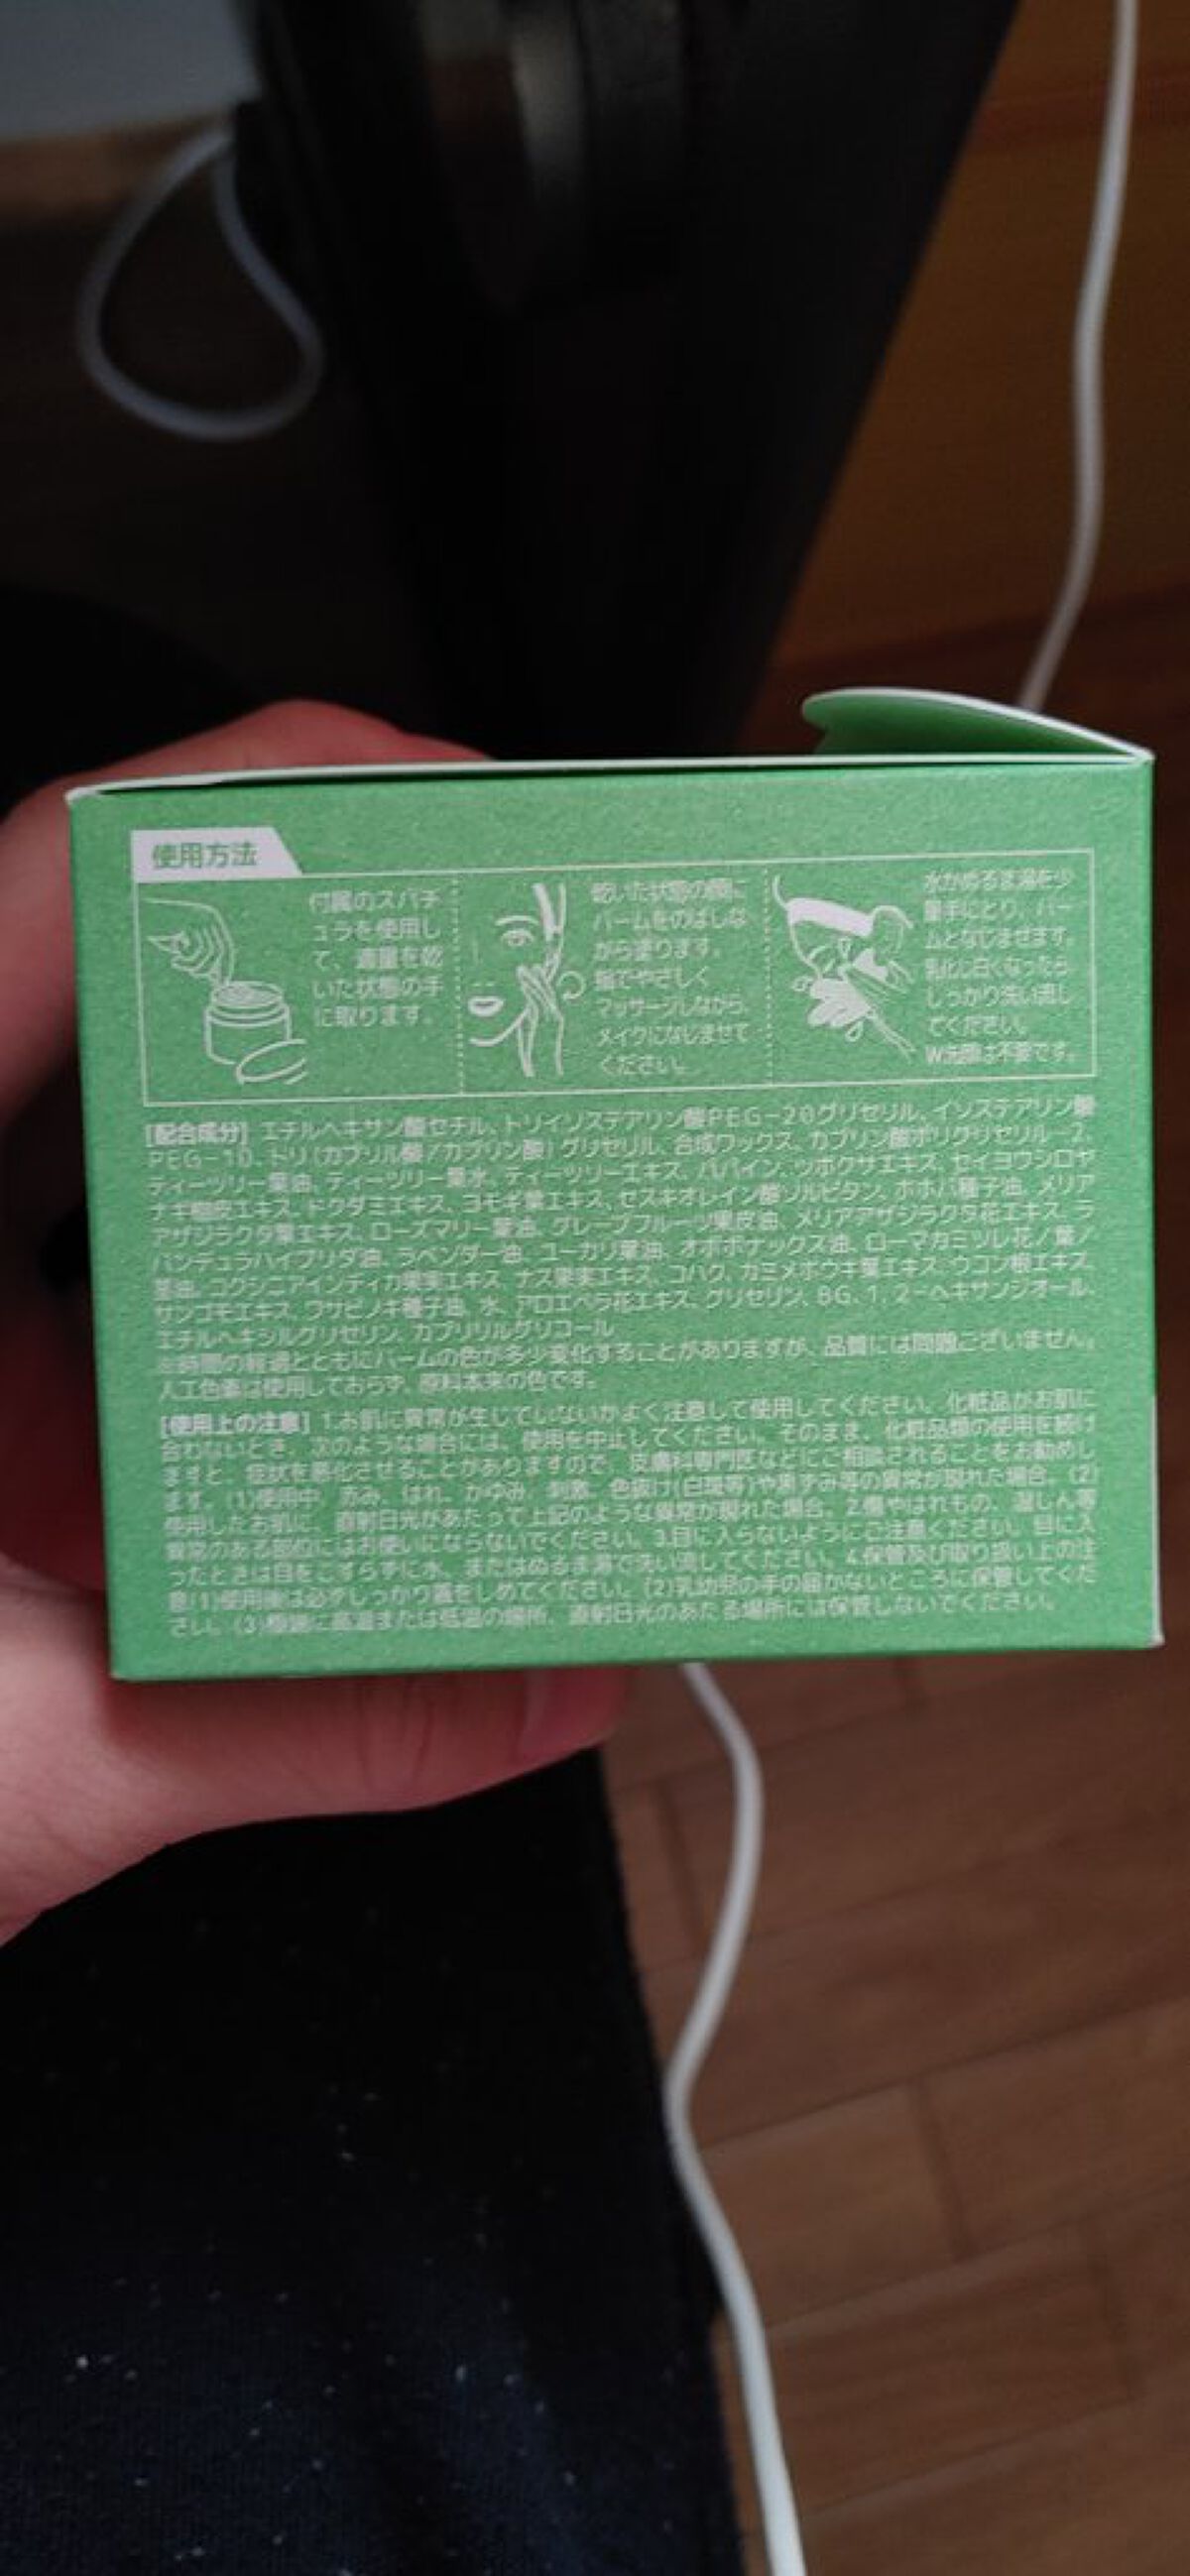 使用方法
付属のスパチ
ュラを使用し
て、適量を乾
いた状態の手
に取ります。
乾いた状態の顔に
バームをのばしな
がら塗ります。
指でやさしく
マッサージしながら、
メイクになじませて
ください。
水かぬるま湯を少
量手にとり、バー
ムとなじませます。
乳化し白くなったら
しっかり洗い流し
てください。
W洗顔は不要です。
[配合成分] エチルヘキサン酸セチル、トリイソステアリン酸PEG-20グリセリル、イソステアリン酸
PEG-10、トリ(カプリル酸/カプリン酸)グリセリル、合成ワックス、カプリン酸ポリグリセリル-2、
ティーツリー葉油、ティーツリー葉水、ティーツリーエキス、パパイン、ツボクサエキス、セイヨウシロヤ
ナギ樹皮エキス、ドクダミエキス、ヨモギ葉エキス、セスキオレイン酸ソルビタン、ホホバ種子油、メリア
アザジラクタ葉エキス、ローズマリー葉油、グレープフルーツ果皮油、メリアアザジラクタ花エキス、ラ
バンデュラハイブリダ油、ラベンダー油、ユーカリ葉油、オポポナックス油、ローマカミツレ花/葉/
茎油、コクシニアインディカ果実エキス、ナス果実エキス、コハク、カミメボウキ葉エキス、ウコン根エキス、
サンゴモエキス、ワサビノキ種子油、水、アロエベラ花エキス、グリセリン、BG、1,2-ヘキサンジオール、
エチルヘキシルグリセリン、カプリリルグリコール
※時間の経過とともにバームの色が多少変化することがありますが、品質には問題ございません。
人工色素は使用しておらず、原料本来の色です。
[使用上の注意] 1.お肌に異常が生じていないかよく注意して使用してください。化粧品がお肌に
合わないとき、次のような場合には、使用を中止してください。そのまま、化粧品類の使用を続け
ますと、症状を悪化させることがありますので、皮膚科専門医などにご相談されることをお勧めし
ます。(1)使用中、赤み、はれ、かゆみ、刺激、色抜け(白斑等)や黒ずみ等の異常が現れた場合。(2)
使用したお肌に、直射日光があたって上記のような異常が現れた場合。2.傷やはれもの、湿しん等
異常のある部位にはお使いにならないでください。3.目に入らないようにご注意ください。目に入
ったときは目をこすらずに水、またはぬるま湯で洗い流してください。4.保管及び取り扱い上の注
意(1)使用後は必ずしっかり蓋をしめてください。(2)乳幼児の手の届かないところに保管してくだ
さい。(3)極端に高温または低温の場所、直射日光のあたる場所には保管しないでください。